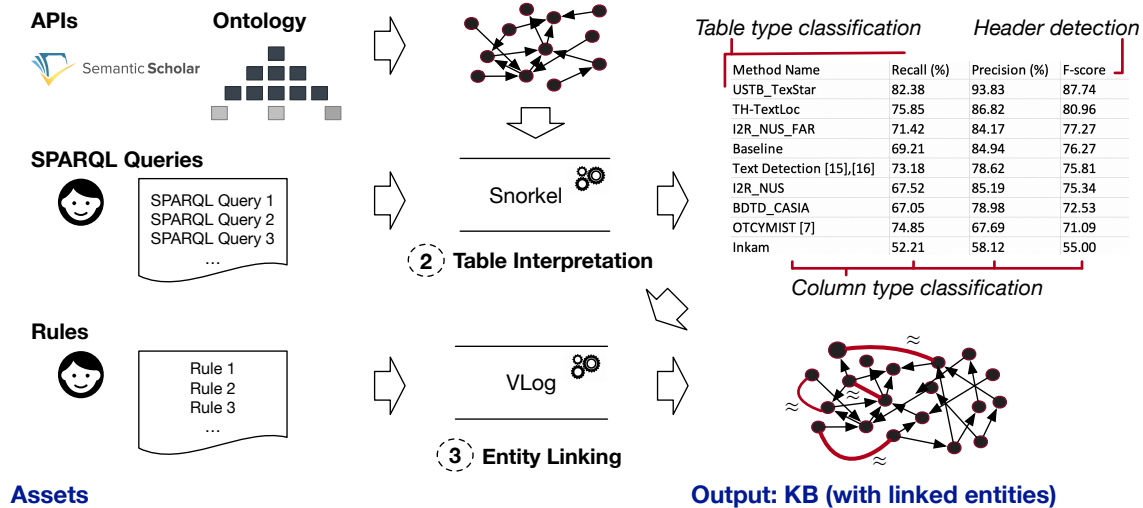 APIs
Ontology
Semantic Scholar
Table type classification
Header detection
Method Name Recall (%) Precision (%) F-score
USTB_TexStar 82.38 93.83 87.74
TH-TextLoc 75.85 86.82 80.96
I2R_NUS_FAR 71.42 84.17 77.27
Baseline 69.21 84.94 76.27
Text Detection [15],[16] 73.18 78.62 75.81
I2R_NUS 67.52 85.19 75.34
BDTD_CASIA 67.05 78.98 72.53
OTCYMIST [7] 74.85 67.69 71.09
Inkam 52.21 58.12 55.00
Column type classification
SPARQL Queries
SPARQL Query 1
SPARQL Query 2
SPARQL Query 3
...
Snorkel
2 Table Interpretation
Rules
Rule 1
Rule 2
Rule 3
...
VLog
3 Entity Linking
≈
≈
≈
≈
Assets
Output: KB (with linked entities)